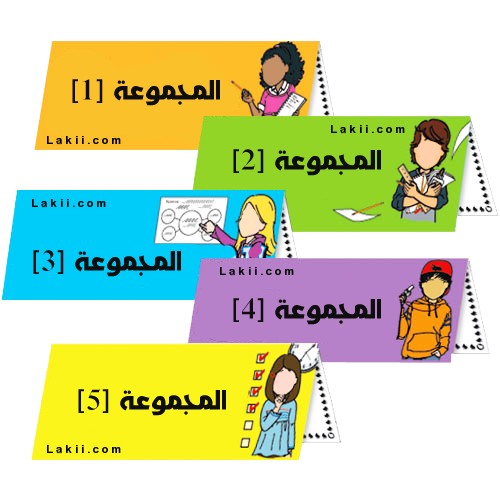 المجموعة [1]
Lakii.com
Lakii.com
المجموعة [2]
Lakii.com
المجموعة [3]
Lakii.com
المجموعة [4]
المجموعة [5]
Lakii.com